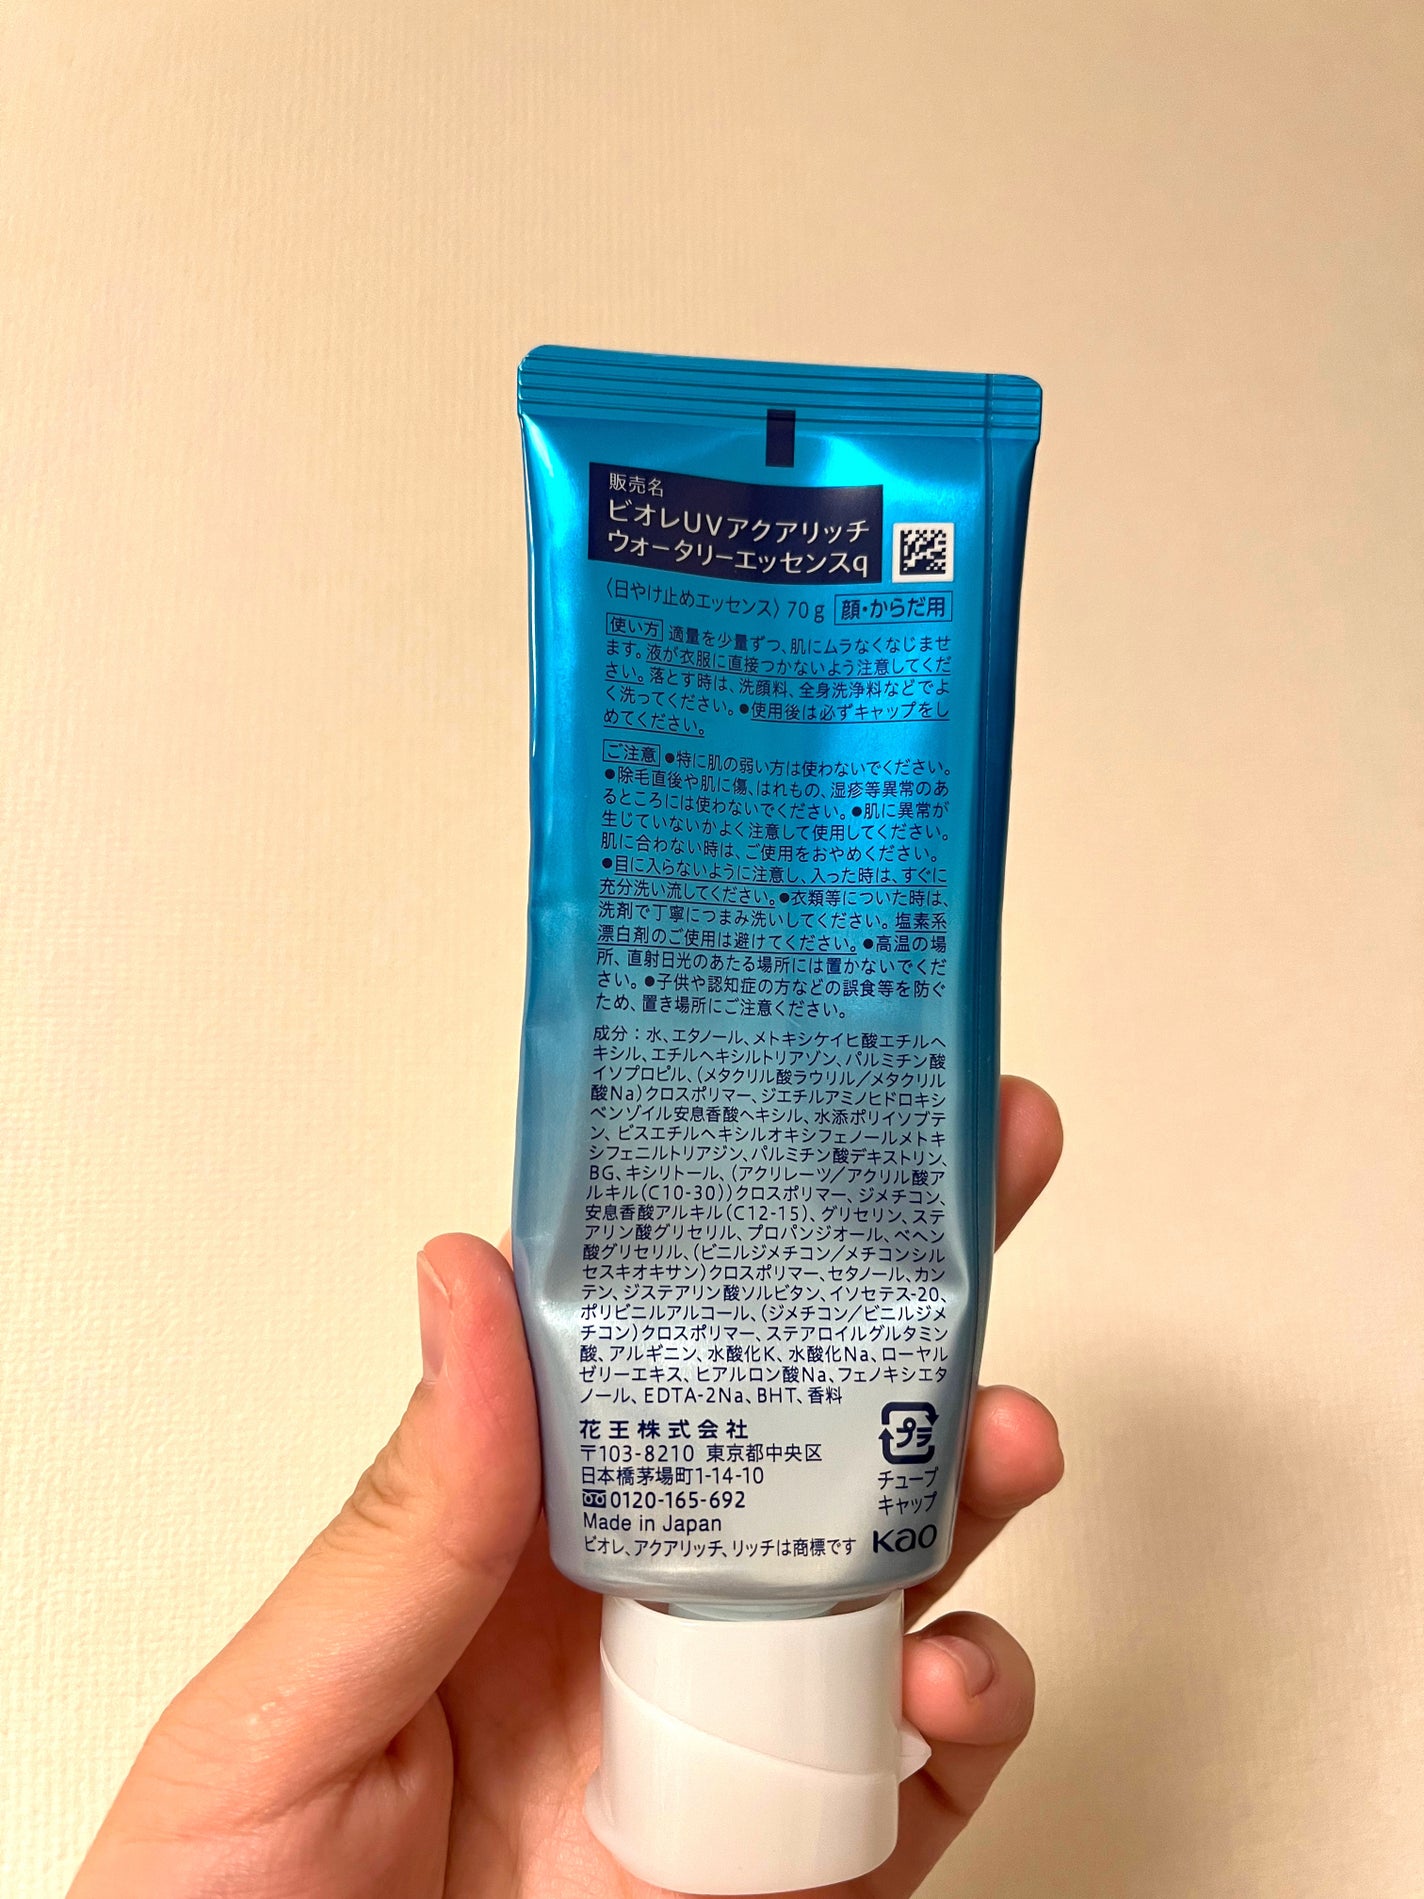 販売名
ビオレUVアクアリッチ
ウォータリーエッセンスq
〈日やけ止めエッセンス〉70g 顔・からだ用
使い方 適量を少量ずつ、肌にムラなくなじませ
ます。液が衣服に直接つかないよう注意してくだ
さい。落とす時は、洗顔料、全身洗浄料などでよ
く洗ってください。●使用後は必ずキャップをし
めてください。
ご注意 ●特に肌の弱い方は使わないでください。
●除毛直後や肌に傷、はれもの、湿疹等異常のあ
るところには使わないでください。●肌に異常が
生じていないかよく注意して使用してください。
肌に合わない時は、ご使用をおやめください。
●目に入らないように注意し、入った時は、すぐに
充分洗い流してください。●衣類等についた時は、
洗剤で丁寧につまみ洗いしてください。塩素系
漂白剤のご使用は避けてください。●高温の場
所、直射日光のあたる場所には置かないでくだ
さい。●子供や認知症の方などの誤食等を防ぐ
ため、置き場所にご注意ください。
成分：水、エタノール、メトキシケイヒ酸エチルヘ
キシル、エチルヘキシルトリアゾン、パルミチン酸
イソプロピル、(メタクリル酸ラウリル／メタクリル
酸Na)クロスポリマー、ジエチルアミノヒドロキシ
ベンゾイル安息香酸ヘキシル、水添ポリイソブテ
ン、ビスエチルヘキシルオキシフェノールメトキ
シフェニルトリアジン、パルミチン酸デキストリン、
BG、キシリトール、(アクリレーツ／アクリル酸ア
ルキル(C10-30))クロスポリマー、ジメチコン、
安息香酸アルキル(C12-15)、グリセリン、ステ
アリン酸グリセリル、プロパンジオール、ベヘン
酸グリセリル、(ビニルジメチコン／メチコンシル
セスキオキサン)クロスポリマー、セタノール、カン
テン、ジステアリン酸ソルビタン、イソセテス-20、
ポリビニルアルコール、(ジメチコン／ビニルジメ
チコン)クロスポリマー、ステアロイルグルタミン
酸、アルギニン、水酸化K、水酸化Na、ローヤル
ゼリーエキス、ヒアルロン酸Na、フェノキシエタ
ノール、EDTA-2Na、BHT、香料
花王株式会社
〒103-8210 東京都中央区
日本橋茅場町1-14-10
0120-165-692
Made in Japan
ビオレ、アクアリッチ、リッチは商標です
プラ
チューブ
キャップ
Kao